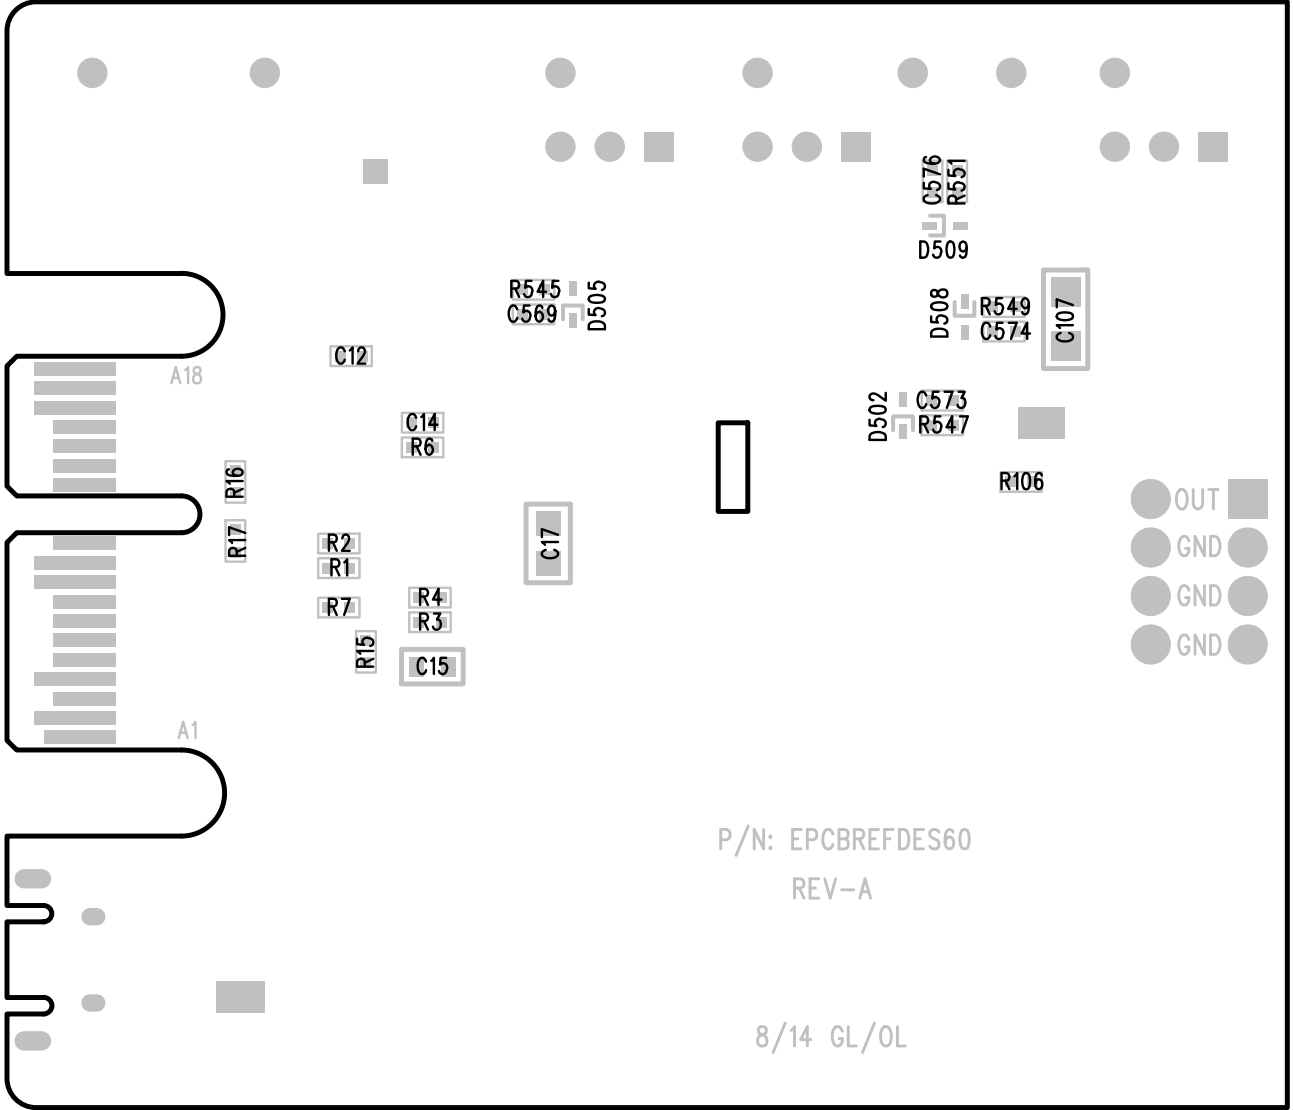 C576
R551
D509
R545
D505
C569
D508
R549
C574
C107
C12
A18
C14
R6
D502
C573
R547
R16
R106
OUT
R17
R2
R1
C17
GND
R7
R4
R3
GND
R15
C15
GND
A1
P/N: EPCBREFDES60
REV-A
8/14 GL/OL